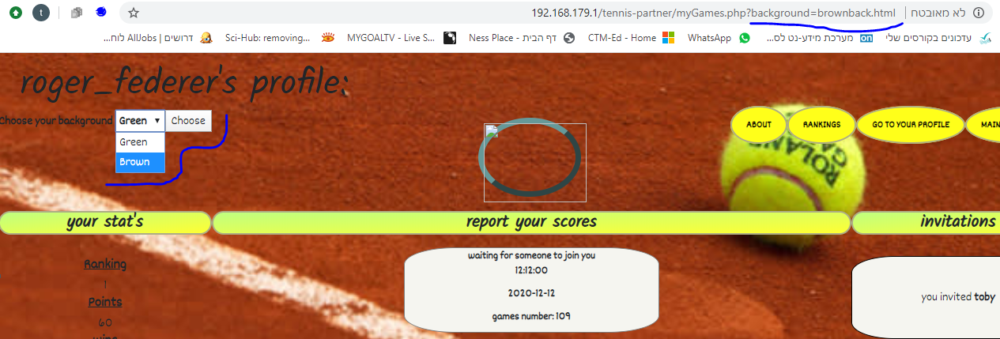 t
192.168.179.1/tennis-partner/myGames.php?background=brownback.html
לא מאובטח
עדכונים בקורסים שלי
מערכת מידע-נט לס...
WhatsApp
CTM-Ed - Home
דף הבית - Ness Place
MYGOALTV - Live S...
Sci-Hub: removing...
דרושים | AllJobs לוח...
roger_federer's profile:
Choose your background Green Choose
Green
Brown
ABOUT RANKINGS GO TO YOUR PROFILE MAIN
ROLAND
GA
your stat's report your scores invitations
Ranking
1
Points
60
wins
waiting for someone to join you
12:12:00
2020-12-12
games number: 109
you invited toby